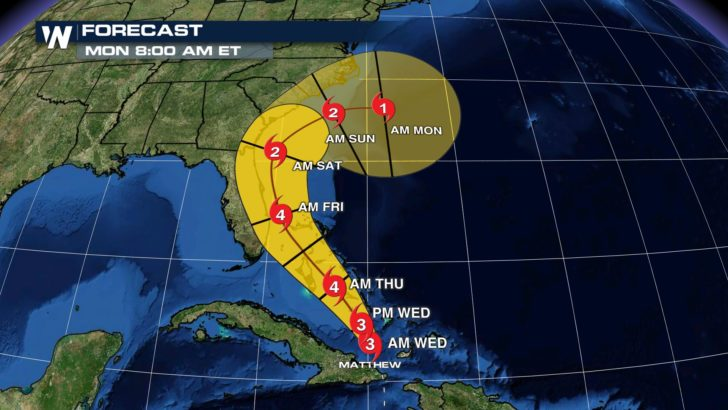 W FORECAST
MON 8:00 AM ET
2
1
AM SUN
AM MON
2
AM SAT
4
AM FRI
4
AM THU
PM WED
3
3
AM WED
MATTHEW